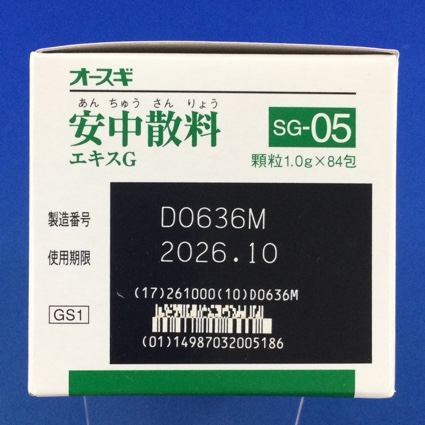 オースギ
あん ちゅう さん りょう
安中散料
エキスG
SG-05
顆粒1.0g×84包
製造番号 D0636M
使用期限 2026.10
(17)261000(10)D0636M
GS1
(01)14987032005186